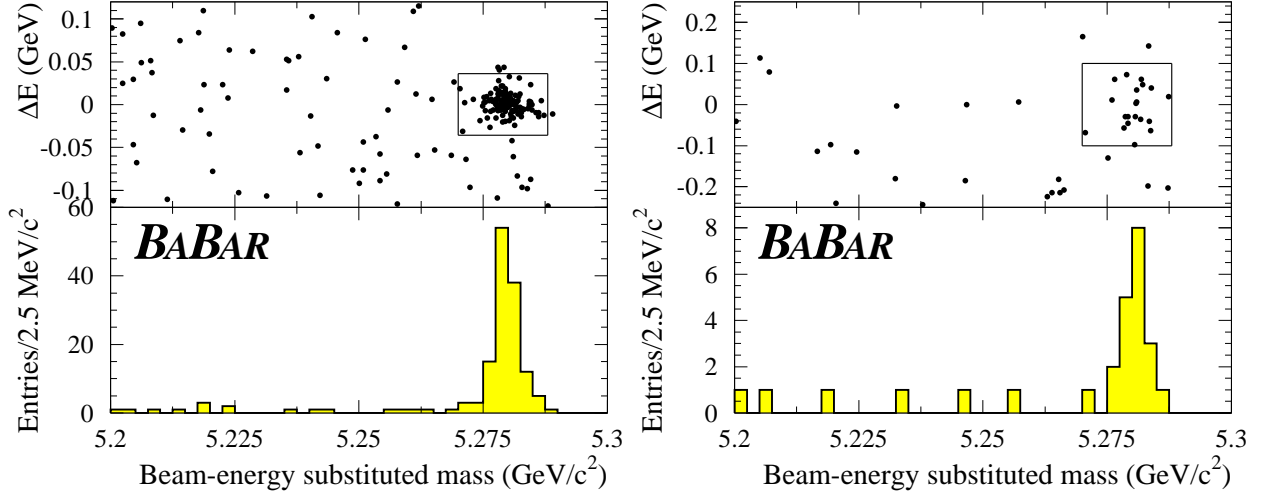 ΔE (GeV)
0.1
0.05
0
-0.05
-0.1
Entries/2.5 MeV/c²
60
40
20
0
BABAR
5.2 5.225 5.25 5.275 5.3
Beam-energy substituted mass (GeV/c²)
ΔE (GeV)
0.2
0.1
0
-0.1
-0.2
Entries/2.5 MeV/c²
8
6
4
2
0
BABAR
5.2 5.225 5.25 5.275 5.3
Beam-energy substituted mass (GeV/c²)